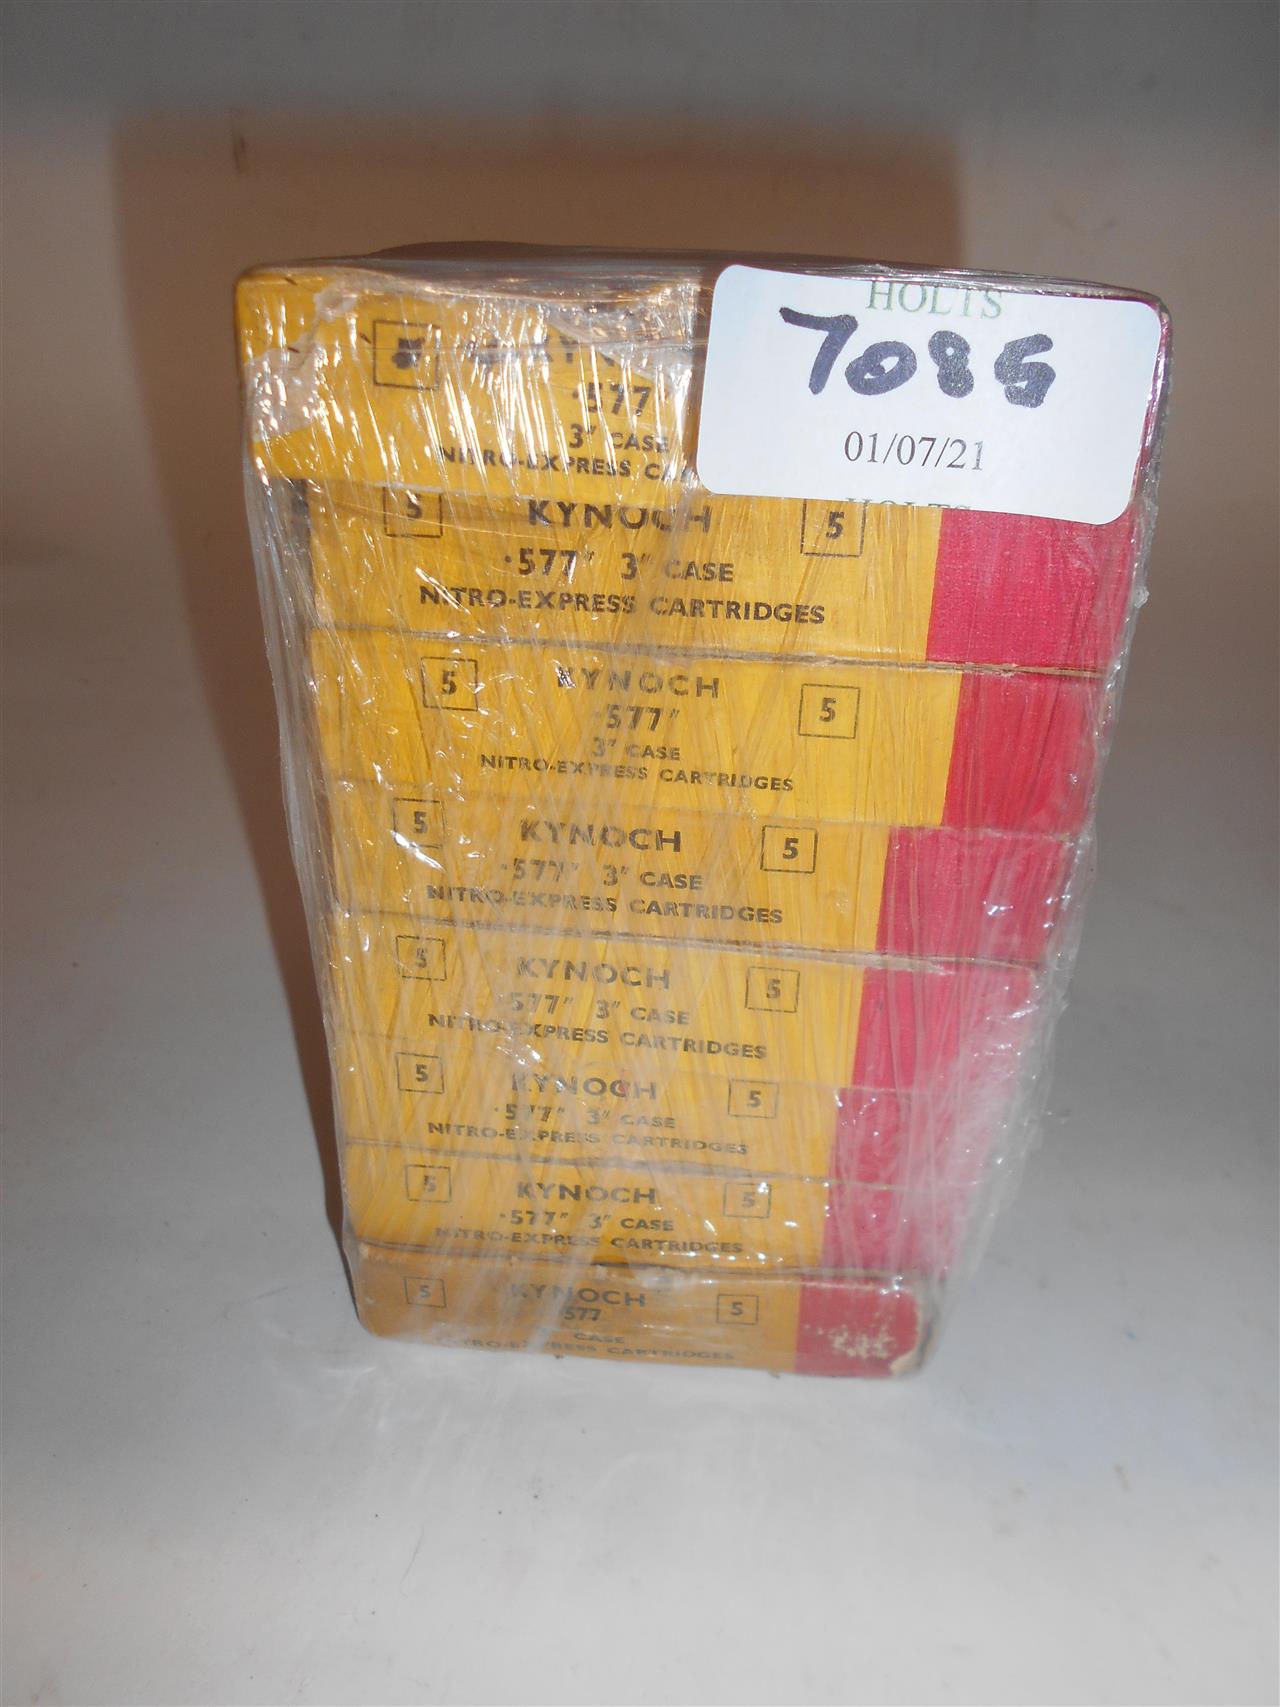 HOLTS
7085
01/07/21
HOLTS
5
.577
3" CASE
NITRO-EXPRESS
5 KYNOCH 5
.577" 3" CASE
NITRO-EXPRESS CARTRIDGES
5 KYNOCH 5
.577"
3" CASE
NITRO-EXPRESS CARTRIDGES
5 KYNOCH 5
.577" 3" CASE
NITRO-EXPRESS CARTRIDGES
5 KYNOCH 5
.577" 3" CASE
NITRO-EXPRESS CARTRIDGES
5 KYNOCH 5
.577" 3" CASE
NITRO-EXPRESS CARTRIDGES
5 KYNOCH 5
.577" 3" CASE
NITRO-EXPRESS CARTRIDGES
5 KYNOCH 5
.577
CASE
NITRO-EXPRESS CARTRIDGES